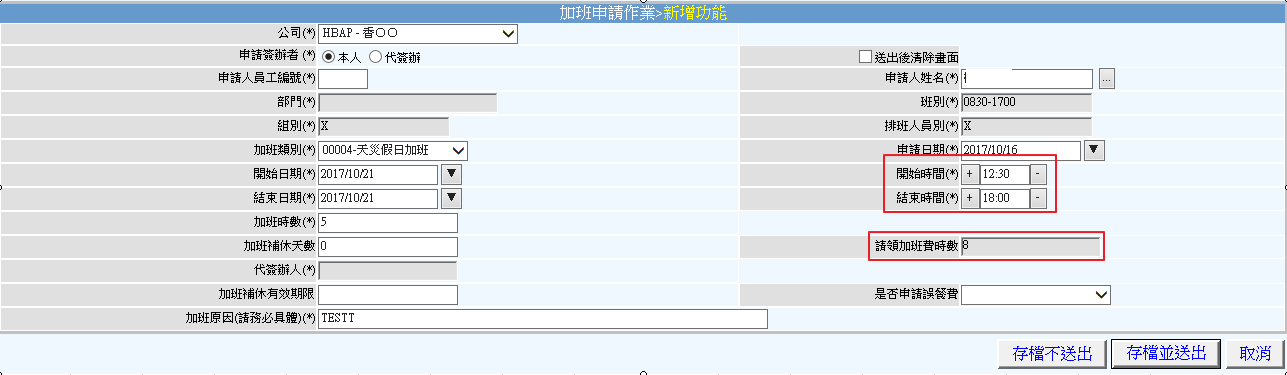 加班申請作業>新增功能
公司(*) HBAP - 香〇〇
申請簽辦者 (*) 本人 代簽辦 送出後清除畫面
申請人員工編號(*) 申請人姓名(*) ...
部門(*) 班別(*) 0830-1700
組別(*) X 排班人員別(*) X
加班類別(*) 00004-天災假日加班 申請日期(*) 2017/10/16 ▼
開始日期(*) 2017/10/21 ▼ 開始時間(*) + 12:30 -
結束日期(*) 2017/10/21 ▼ 結束時間(*) + 18:00 -
加班時數(*) 5
加班補休天數 0 請領加班費時數 8
代簽辦人(*)
加班補休有效期限 是否申請誤餐費
加班原因(請務必具體)(*) TESTT
存檔不送出 存檔並送出 取消